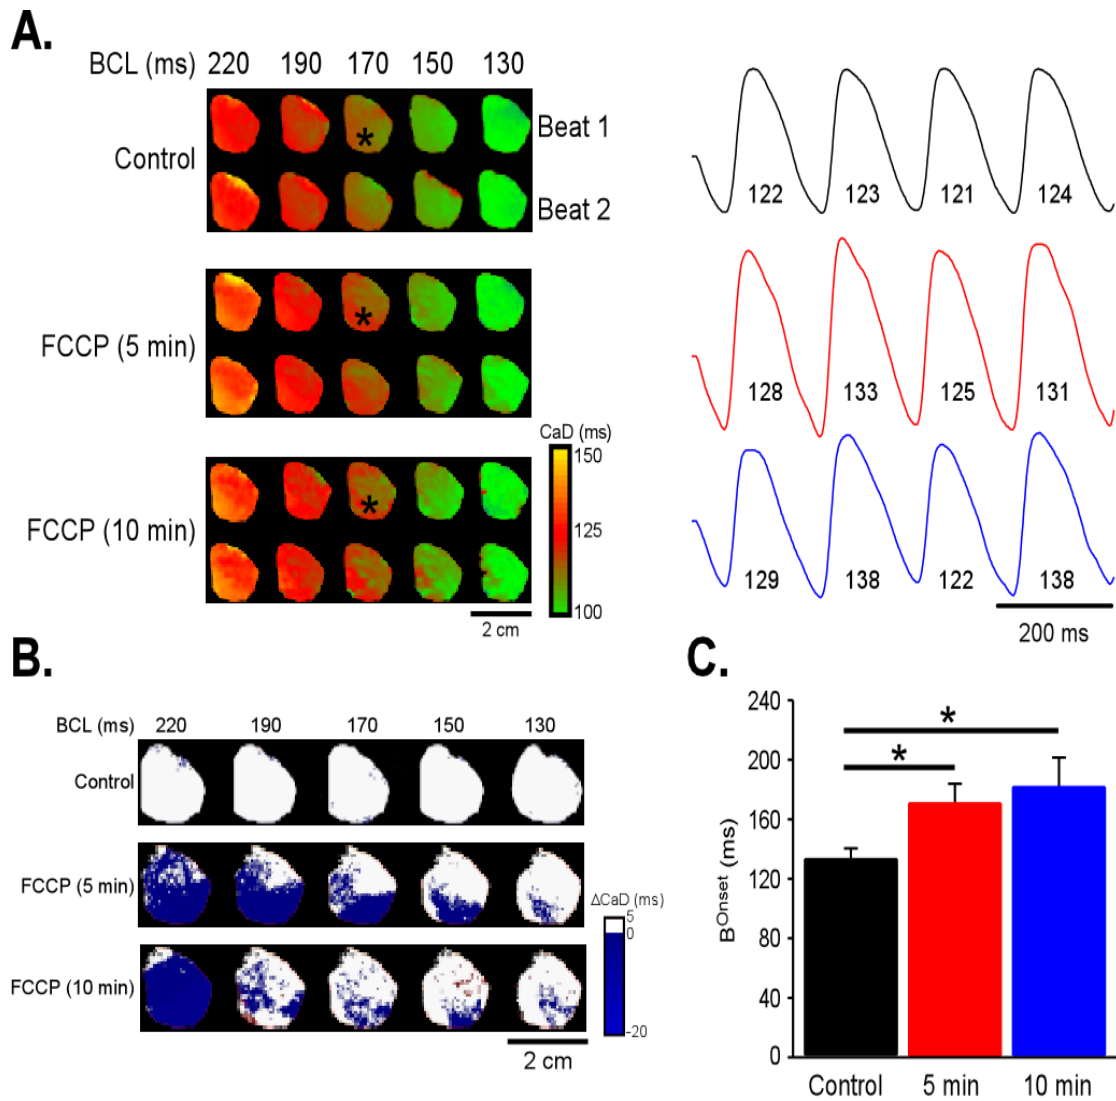 A.
BCL (ms) 220 190 170 150 130
Control
Beat 1
*
Beat 2
122 123 121 124
FCCP (5 min)
*
128 133 125 131
CaD (ms)
150
125
100
FCCP (10 min)
*
2 cm
129 138 122 138
200 ms
B.
BCL (ms) 220 190 170 150 130
Control
FCCP (5 min)
ΔCaD (ms)
5
0
-20
FCCP (10 min)
2 cm
C.
B^Onset (ms)
240
200
160
120
80
40
0
*
*
Control 5 min 10 min